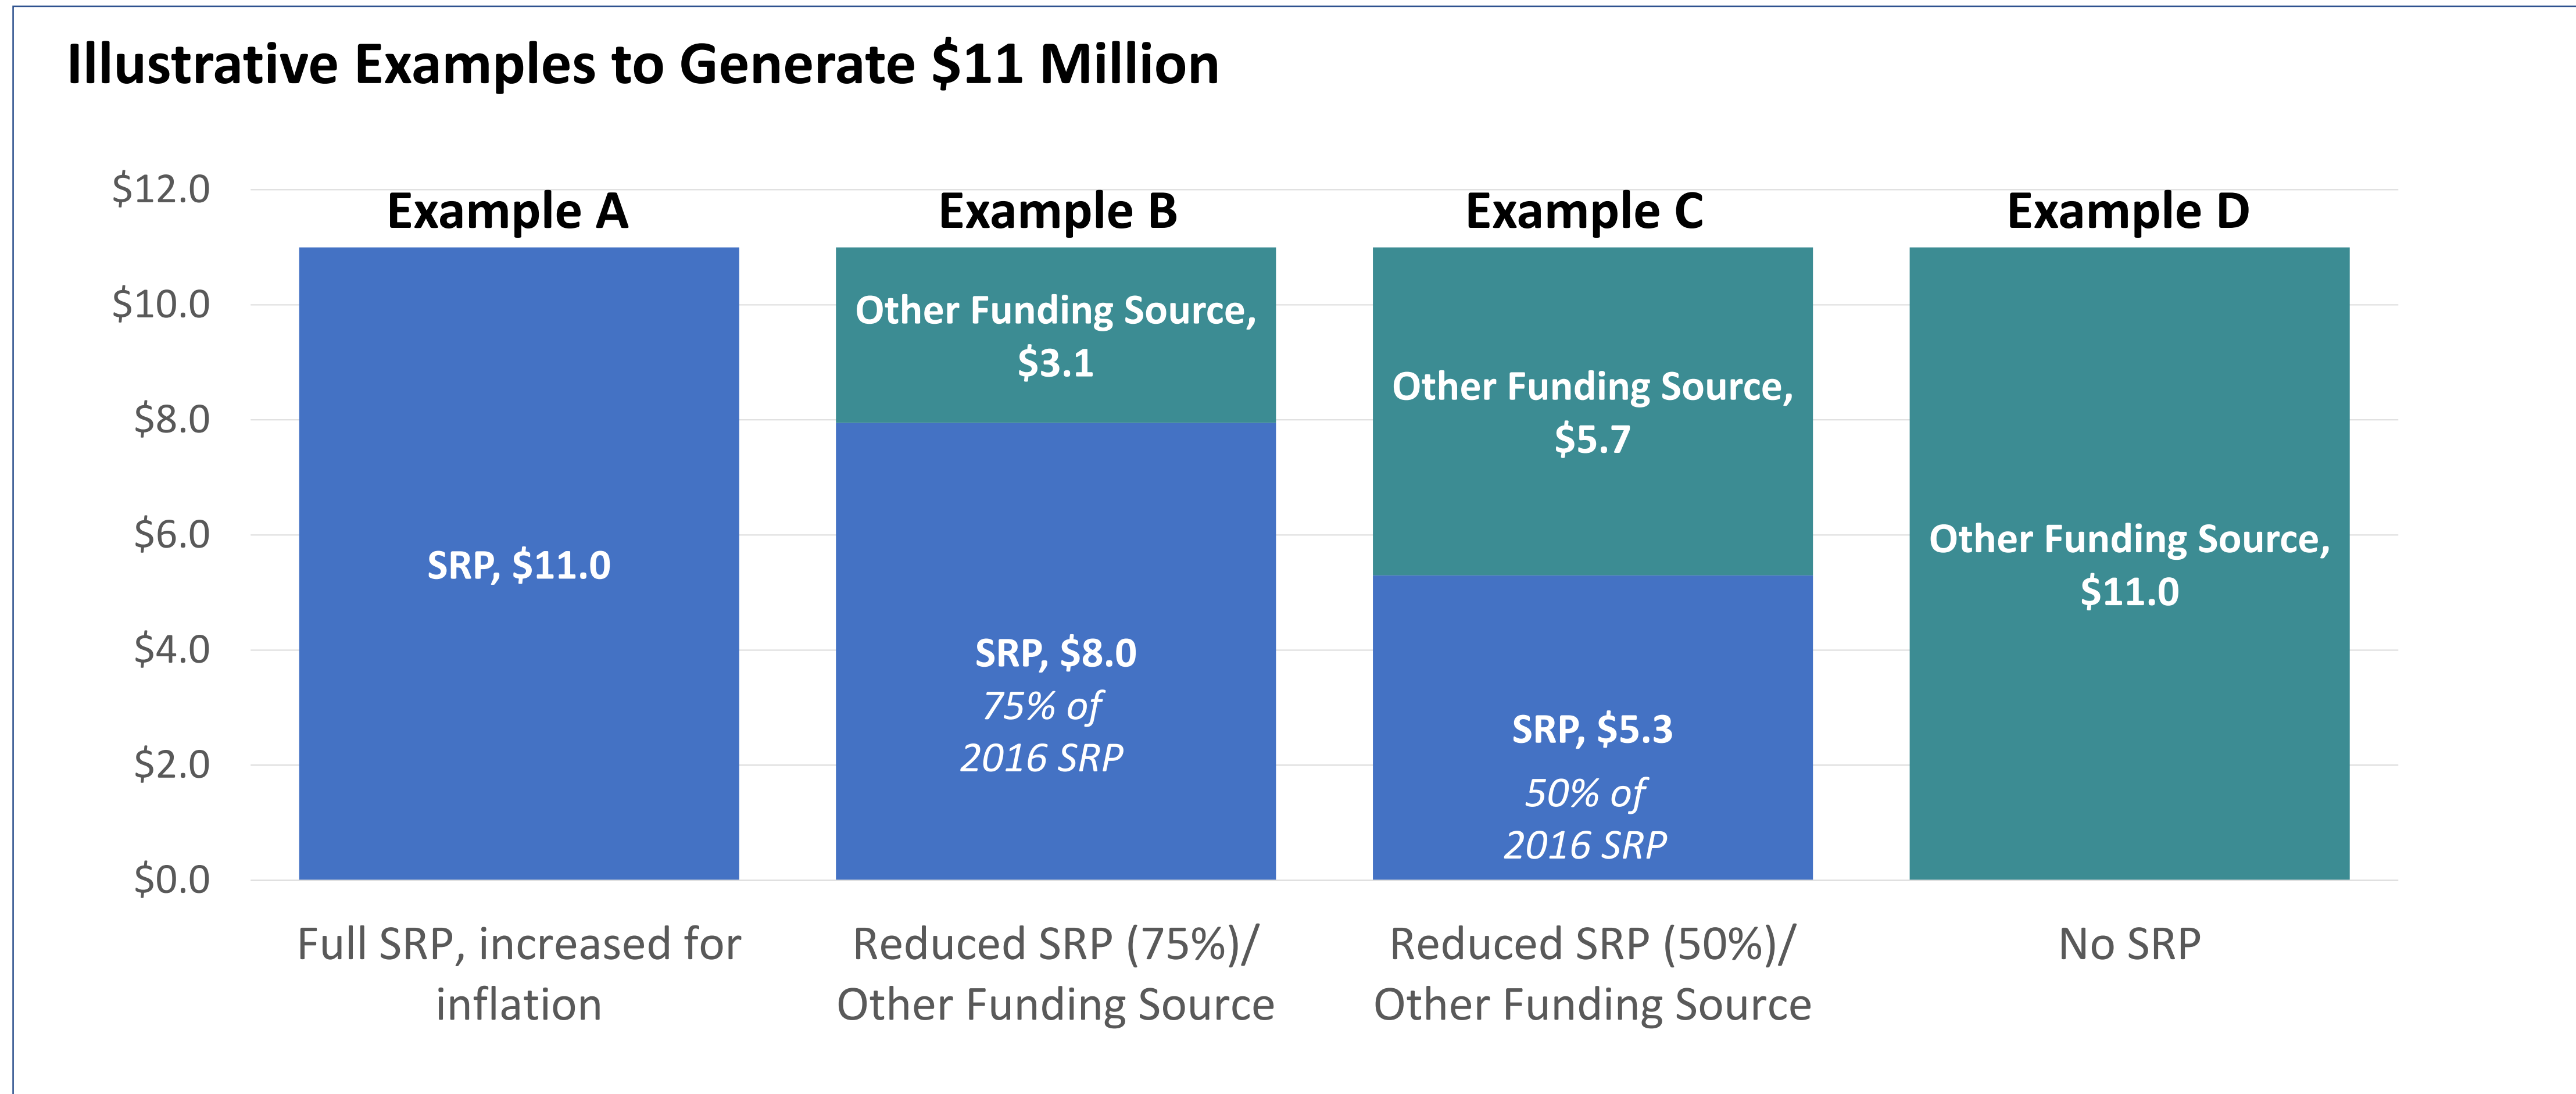 Illustrative Examples to Generate $11 Million
$12.0
$10.0
$8.0
$6.0
$4.0
$2.0
$0.0
Example A
SRP, $11.0
Full SRP, increased for
inflation
Example B
Other Funding Source,
$3.1
SRP, $8.0
75% of
2016 SRP
Reduced SRP (75%)/
Other Funding Source
Example C
Other Funding Source,
$5.7
SRP, $5.3
50% of
2016 SRP
Reduced SRP (50%)/
Other Funding Source
Example D
Other Funding Source,
$11.0
No SRP